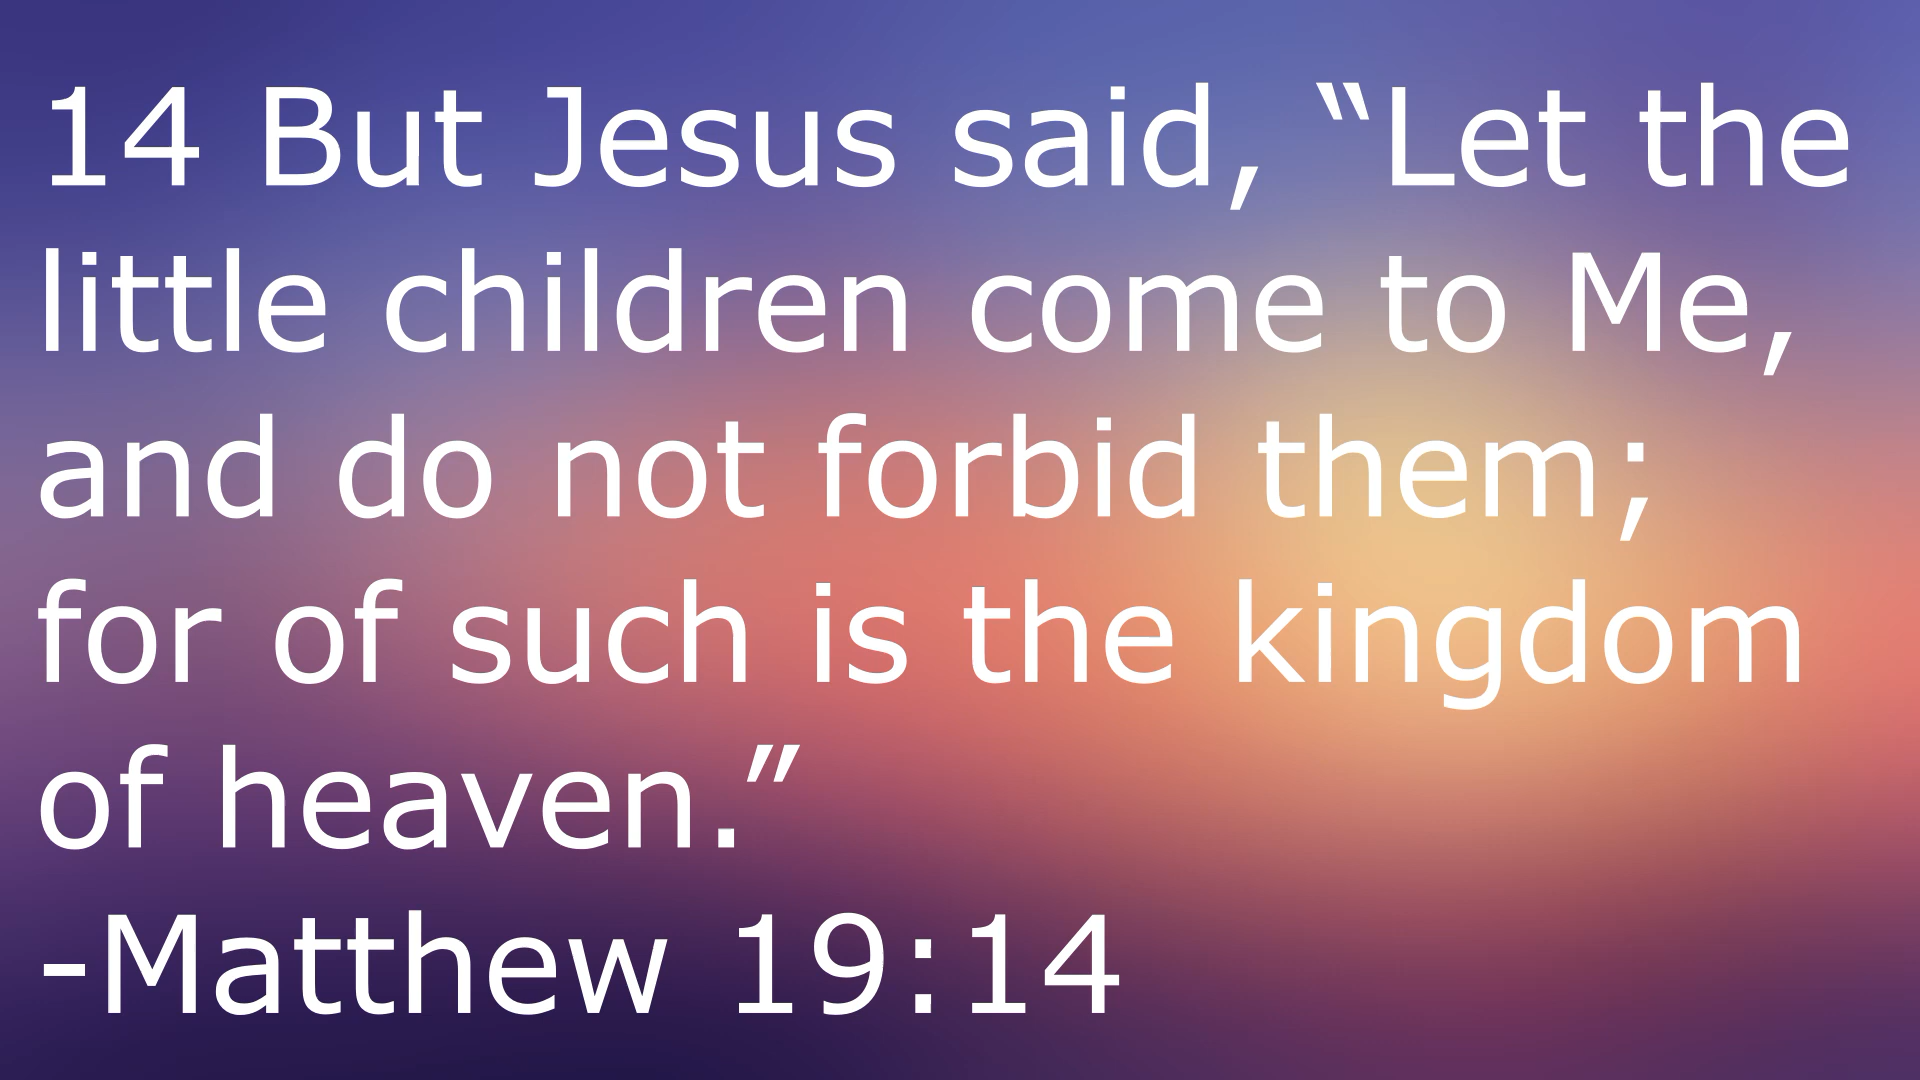 14 But Jesus said, “Let the
little children come to Me,
and do not forbid them;
for of such is the kingdom
of heaven.”
-Matthew 19:14